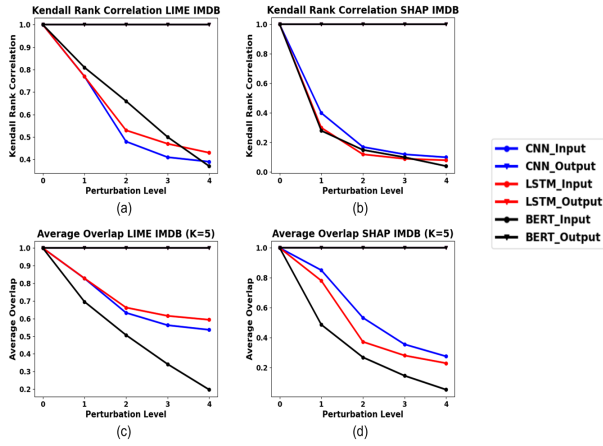 Kendall Rank Correlation LIME IMDB
Kendall Rank Correlation
1.0
0.9
0.8
0.7
0.6
0.5
0.4
0 1 2 3 4
Perturbation Level
(a)
Kendall Rank Correlation SHAP IMDB
Kendall Rank Correlation
1.0
0.8
0.6
0.4
0.2
0.0
0 1 2 3 4
Perturbation Level
(b)
CNN_Input
CNN_Output
LSTM_Input
LSTM_Output
BERT_Input
BERT_Output
Average Overlap LIME IMDB (K=5)
Average Overlap
1.0
0.9
0.8
0.7
0.6
0.5
0.4
0.3
0.2
0 1 2 3 4
Perturbation Level
(c)
Average Overlap SHAP IMDB (K=5)
Average Overlap
1.0
0.8
0.6
0.4
0.2
0 1 2 3 4
Perturbation Level
(d)